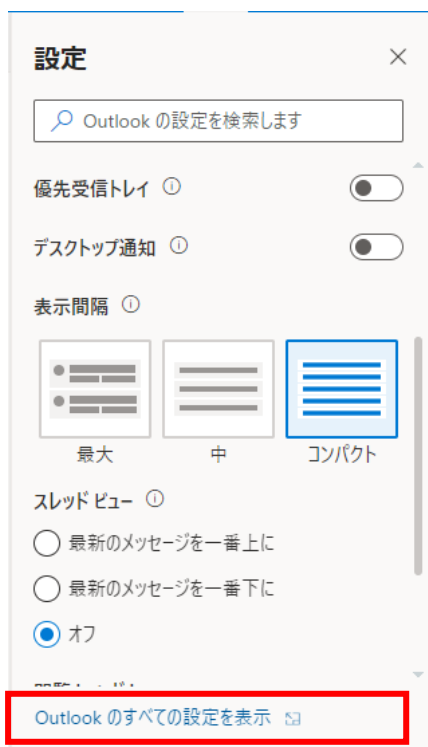 設定
Outlook の設定を検索します
優先受信トレイ
デスクトップ通知
表示間隔
最大 中 コンパクト
スレッド ビュー
最新のメッセージを一番上に
最新のメッセージを一番下に
オフ
Outlook のすべての設定を表示